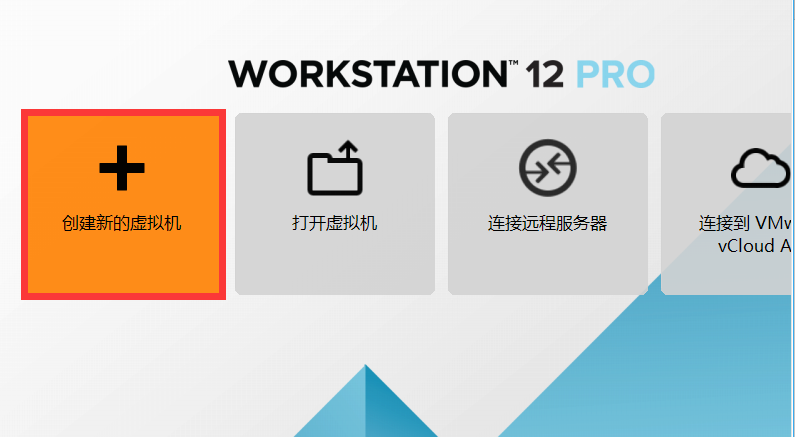 WORKSTATION™ 12 PRO
创建新的虚拟机
打开虚拟机
连接远程服务器
连接到 VMw
vCloud A